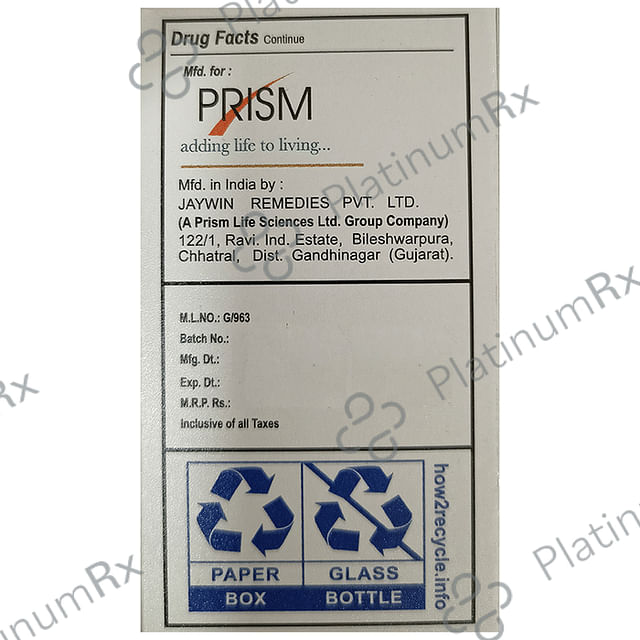 Drug Facts Continue
Mfd. for :
PRISM
adding life to living...
Mfd. in India by :
JAYWIN REMEDIES PVT. LTD.
(A Prism Life Sciences Ltd. Group Company)
122/1, Ravi. Ind. Estate, Bileshwarpura,
Chhatral, Dist. Gandhinagar (Gujarat).
M.L.NO.: G/963
Batch No.:
Mfg. Dt.:
Exp. Dt.:
M.R.P. Rs.:
Inclusive of all Taxes
PAPER
BOX
GLASS
BOTTLE
how2recycle.info
PlatinumRx
PlatinumRx
PlatinumRx
Rx
PlatinumRx
Platinum